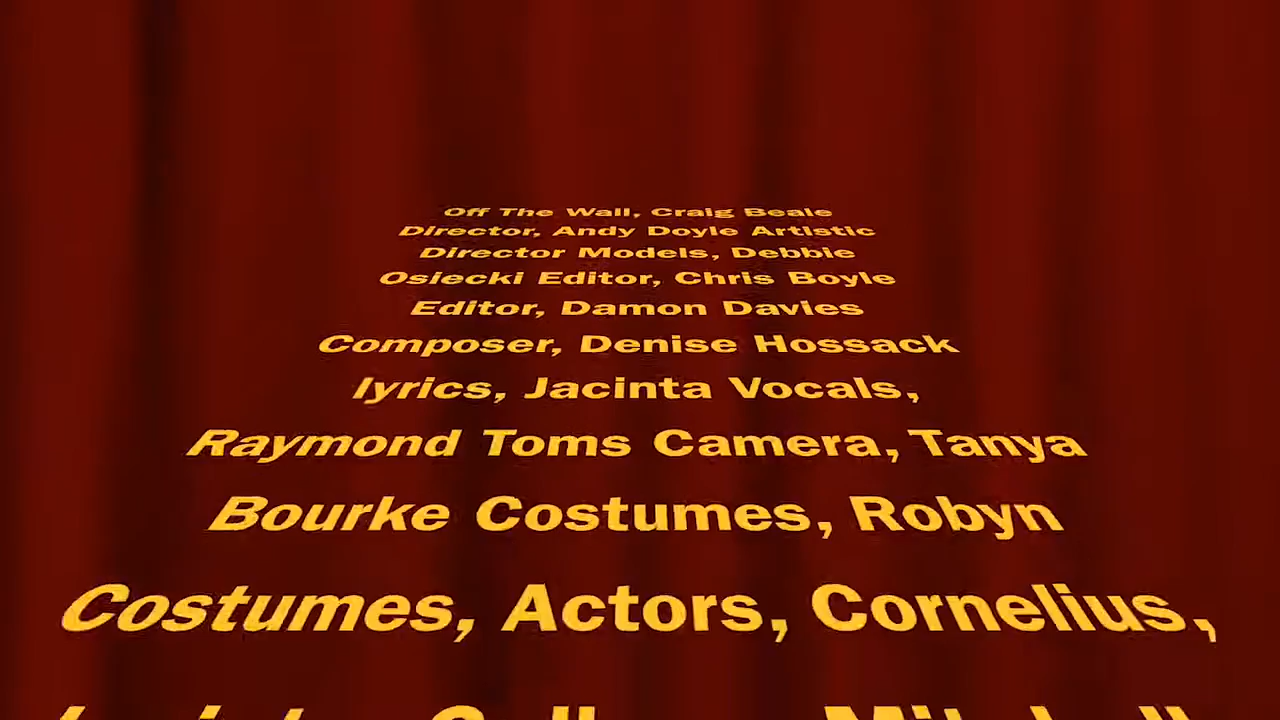 Off The Wall, Craig Beale
Director, Andy Doyle Artistic
Director Models, Debbie
Osiecki Editor, Chris Boyle
Editor, Damon Davies
Composer, Denise Hossack
lyrics, Jacinta Vocals,
Raymond Toms Camera, Tanya
Bourke Costumes, Robyn
Costumes, Actors, Cornelius,